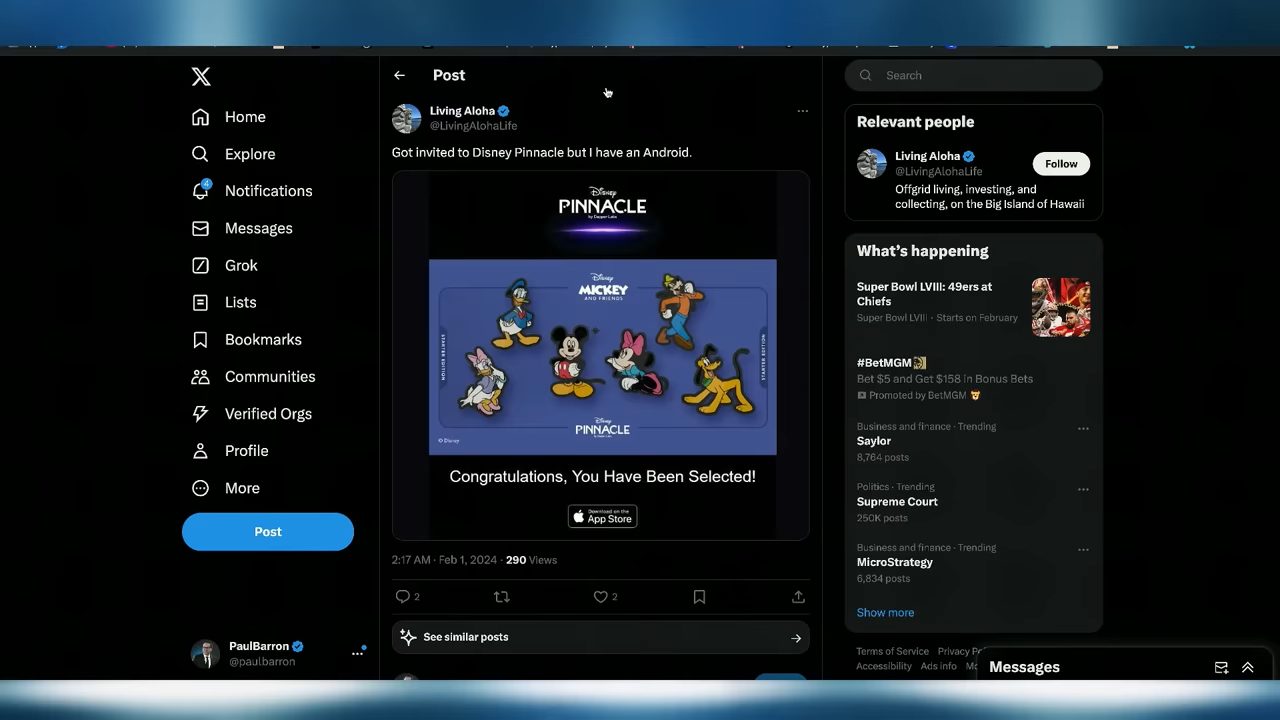 Home
Explore
4
Notifications
Messages
Grok
Lists
Bookmarks
Communities
Verified Orgs
Profile
More
Post
PaulBarron
@paulbarron
Post
Living Aloha
@LivingAlohaLife
Got invited to Disney Pinnacle but I have an Android.
Disney
PINNACLE
by Dapper Labs
Disney
MICKEY
AND FRIENDS
STARTER EDITION
STARTER EDITION
Disney
PINNACLE
© Disney
Congratulations, You Have Been Selected!
Download on the
App Store
2:17 AM · Feb 1, 2024 · 290 Views
2
2
See similar posts
Search
Relevant people
Living Aloha
@LivingAlohaLife
Follow
Offgrid living, investing, and
collecting, on the Big Island of Hawaii
What's happening
Super Bowl LVIII: 49ers at
Chiefs
Super Bowl LVIII · Starts on February
#BetMGM
Bet $5 and Get $158 in Bonus Bets
Promoted by BetMGM
Business and finance · Trending
Saylor
8,764 posts
Politics · Trending
Supreme Court
250K posts
Business and finance · Trending
MicroStrategy
6,834 posts
Show more
Terms of Service Privacy
Accessibility Ads info
Messages